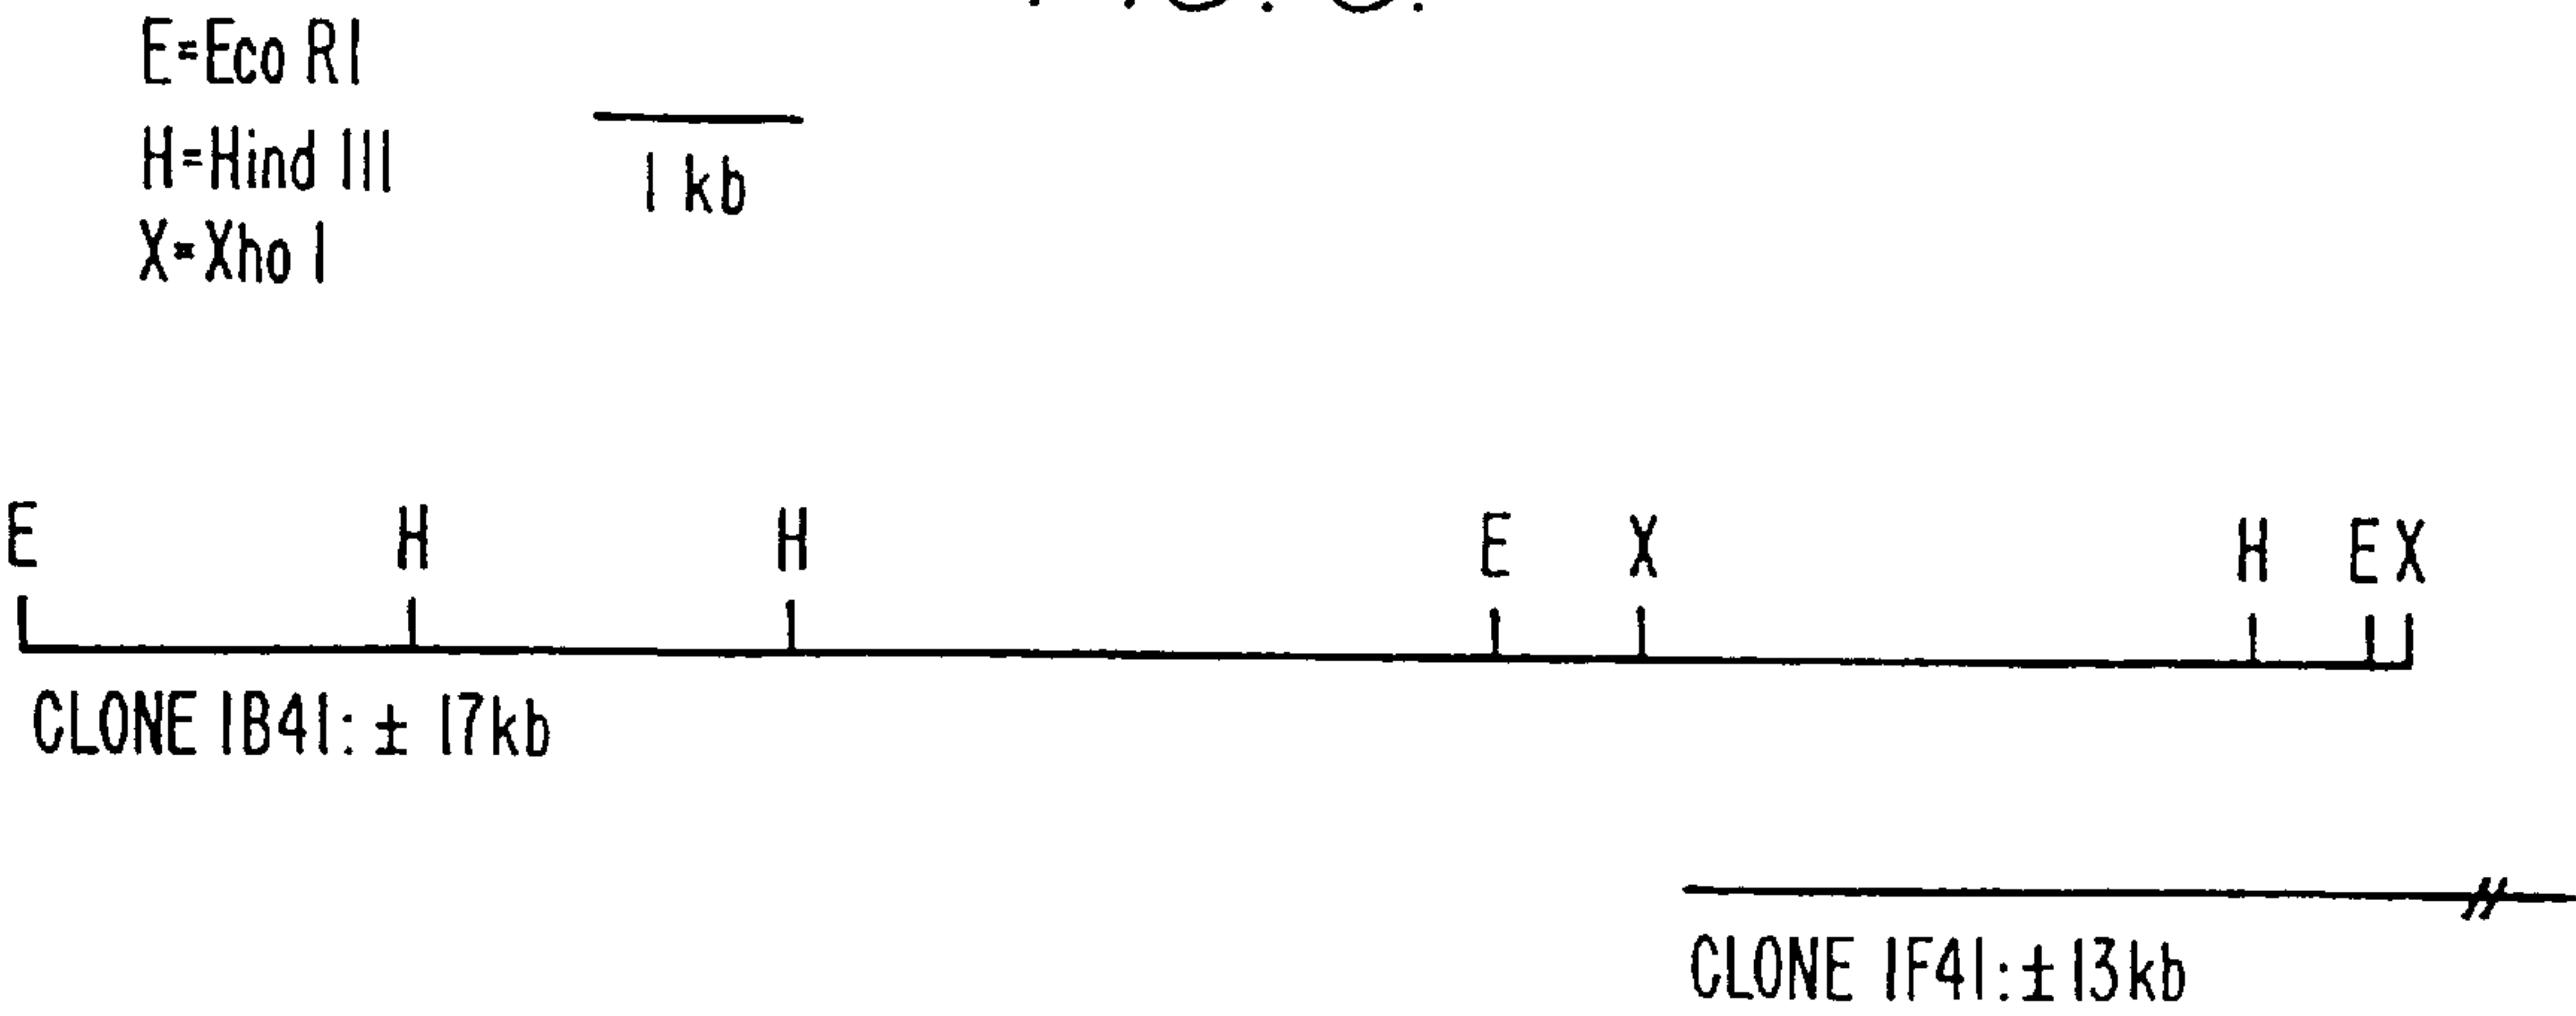 E=Eco RI
H=Hind III
X=Xho I
1 kb
E H H E X H E X
CLONE 1B41: ± 17kb
CLONE 1F41: ± 13kb